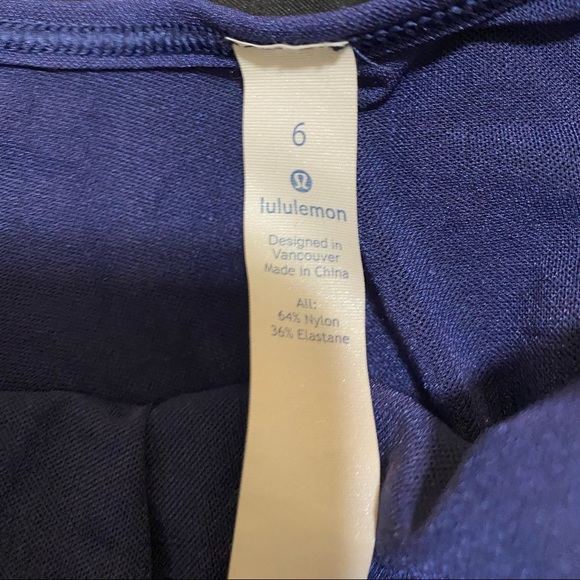 6
lululemon
Designed in
Vancouver
Made in China
All:
64% Nylon
36% Elastane